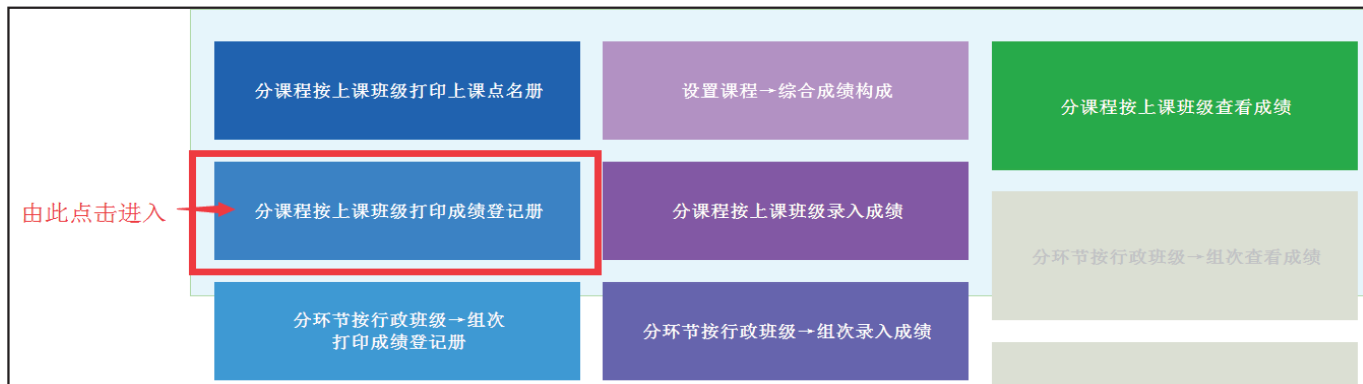 分课程按上课班级打印上课点名册
设置课程→综合成绩构成
分课程按上课班级查看成绩
由此点击进入
分课程按上课班级打印成绩登记册
分课程按上课班级录入成绩
分环节按行政班级→组次查看成绩
分环节按行政班级→组次
打印成绩登记册
分环节按行政班级→组次录入成绩